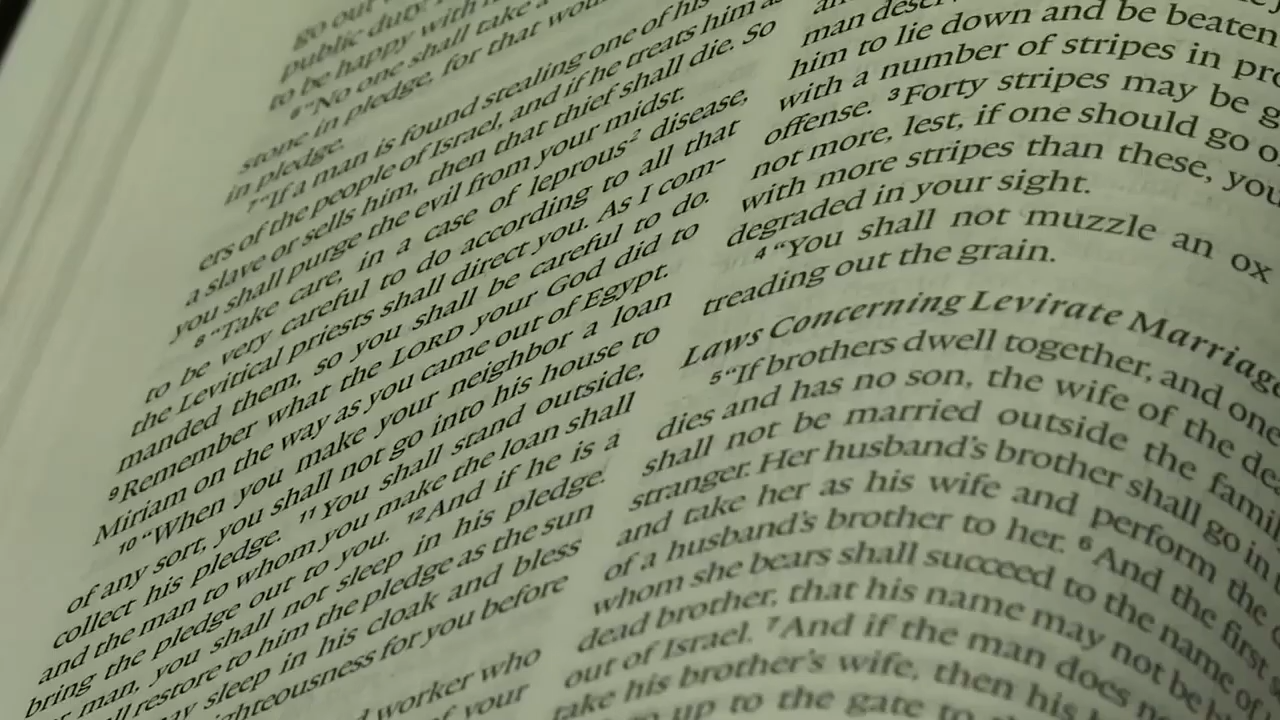 go out
public duty.
to be happy with
6 “No one shall take a
stone in pledge, for that
in pledge.
7 “If a man is found stealing one of his
ers of the people of Israel, and if he treats him as
a slave or sells him, then that thief shall die. So
you shall purge the evil from your midst.
8 “Take care, in a case of leprous2 disease,
to be very careful to do according to all that
the Levitical priests shall direct you. As I com-
manded them, so you shall be careful to do.
9 Remember what the LORD your God did to
Miriam on the way as you came out of Egypt.
10 “When you make your neighbor a loan
of any sort, you shall not go into his house to
collect his pledge. 11 You shall stand outside,
and the man to whom you make the loan shall
bring the pledge out to you. 12 And if he is a
man, you shall not sleep in his pledge.
restore to him the pledge as the sun
sleep in his cloak and bless
for you before
worker who
of your
man
him to lie down and be beaten
with a number of stripes in
offense. 3 Forty stripes may be
not more, lest, if one should go
with more stripes than these,
degraded in your sight.
4 “You shall not muzzle an ox
treading out the grain.
Laws Concerning Levirate Marriage
5 “If brothers dwell together, and one
dies and has no son, the wife of the
shall not be married outside the
stranger. Her husband’s brother shall go in
and take her as his wife and perform the
of a husband’s brother to her. 6 And the first
whom she bears shall succeed to the name of
dead brother, that his name may not be
out of Israel. 7 And if the man does
take his brother’s wife, then his
up to the gate to